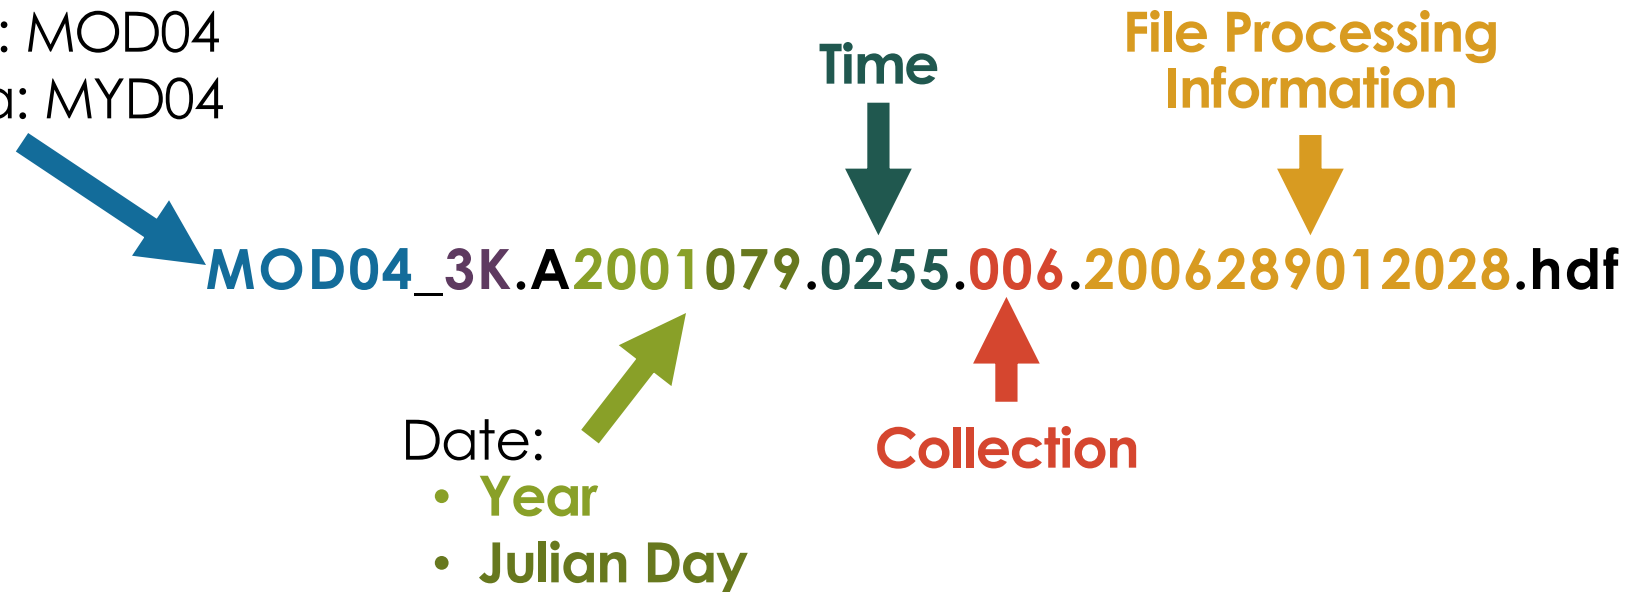 : MOD04
a: MYD04
Time
File Processing
Information
MOD04_3K.A2001079.0255.006.2006289012028.hdf
Date:
• Year
• Julian Day
Collection